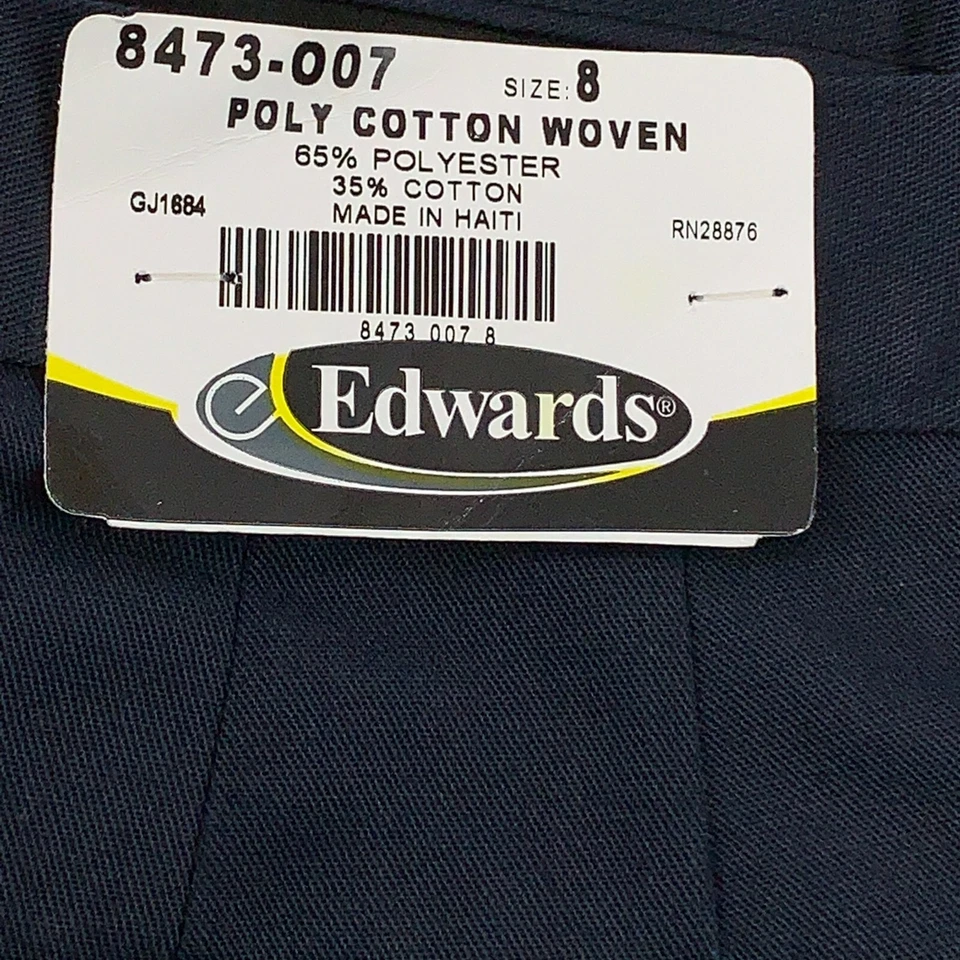 8473-007 SIZE: 8
POLY COTTON WOVEN
65% POLYESTER
35% COTTON
MADE IN HAITI
GJ1684 RN28876
8473 007 8
e Edwards®